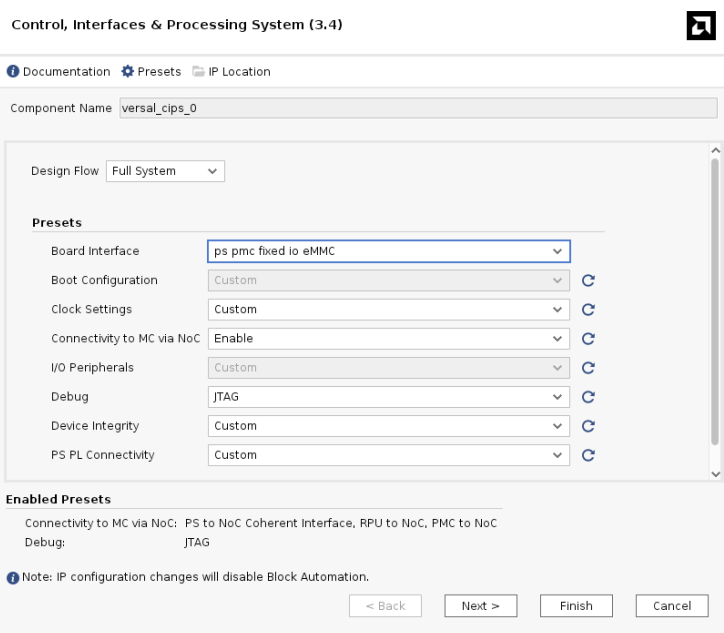 Control, Interfaces & Processing System (3.4)
Documentation Presets IP Location
Component Name versal_cips_0
Design Flow Full System
Presets
Board Interface ps pmc fixed io eMMC
Boot Configuration Custom
Clock Settings Custom
Connectivity to MC via NoC Enable
I/O Peripherals Custom
Debug JTAG
Device Integrity Custom
PS PL Connectivity Custom
Enabled Presets
Connectivity to MC via NoC: PS to NoC Coherent Interface, RPU to NoC, PMC to NoC
Debug: JTAG
Note: IP configuration changes will disable Block Automation.
< Back Next > Finish Cancel